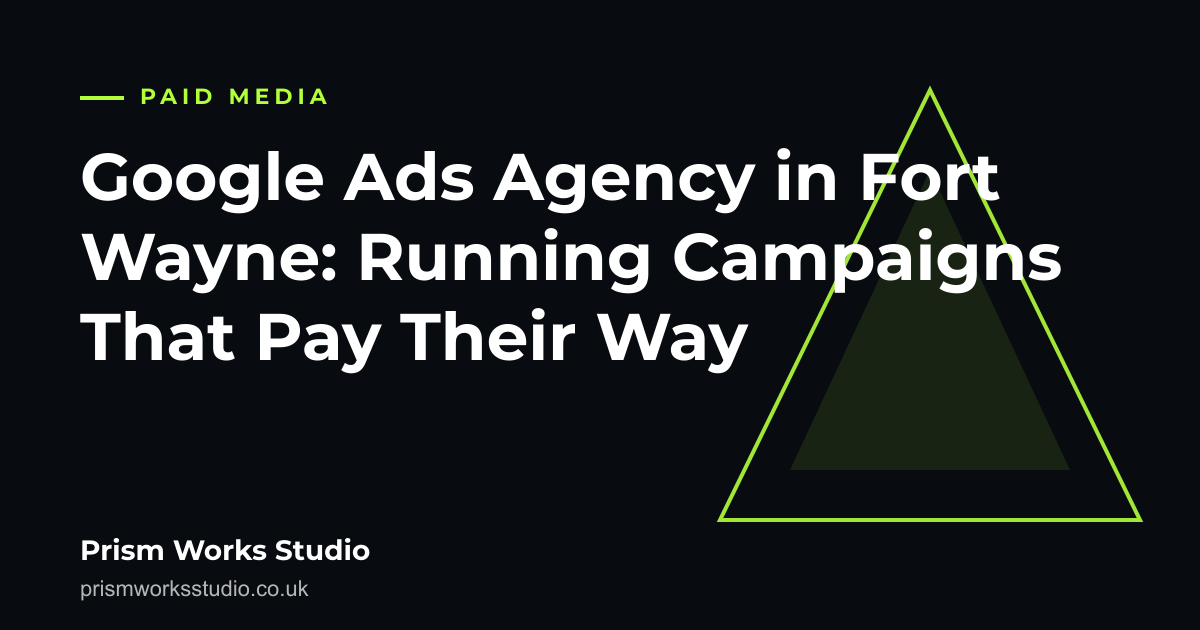 PAID MEDIA
Google Ads Agency in Fort
Wayne: Running Campaigns
That Pay Their Way
Prism Works Studio
prismworksstudio.co.uk